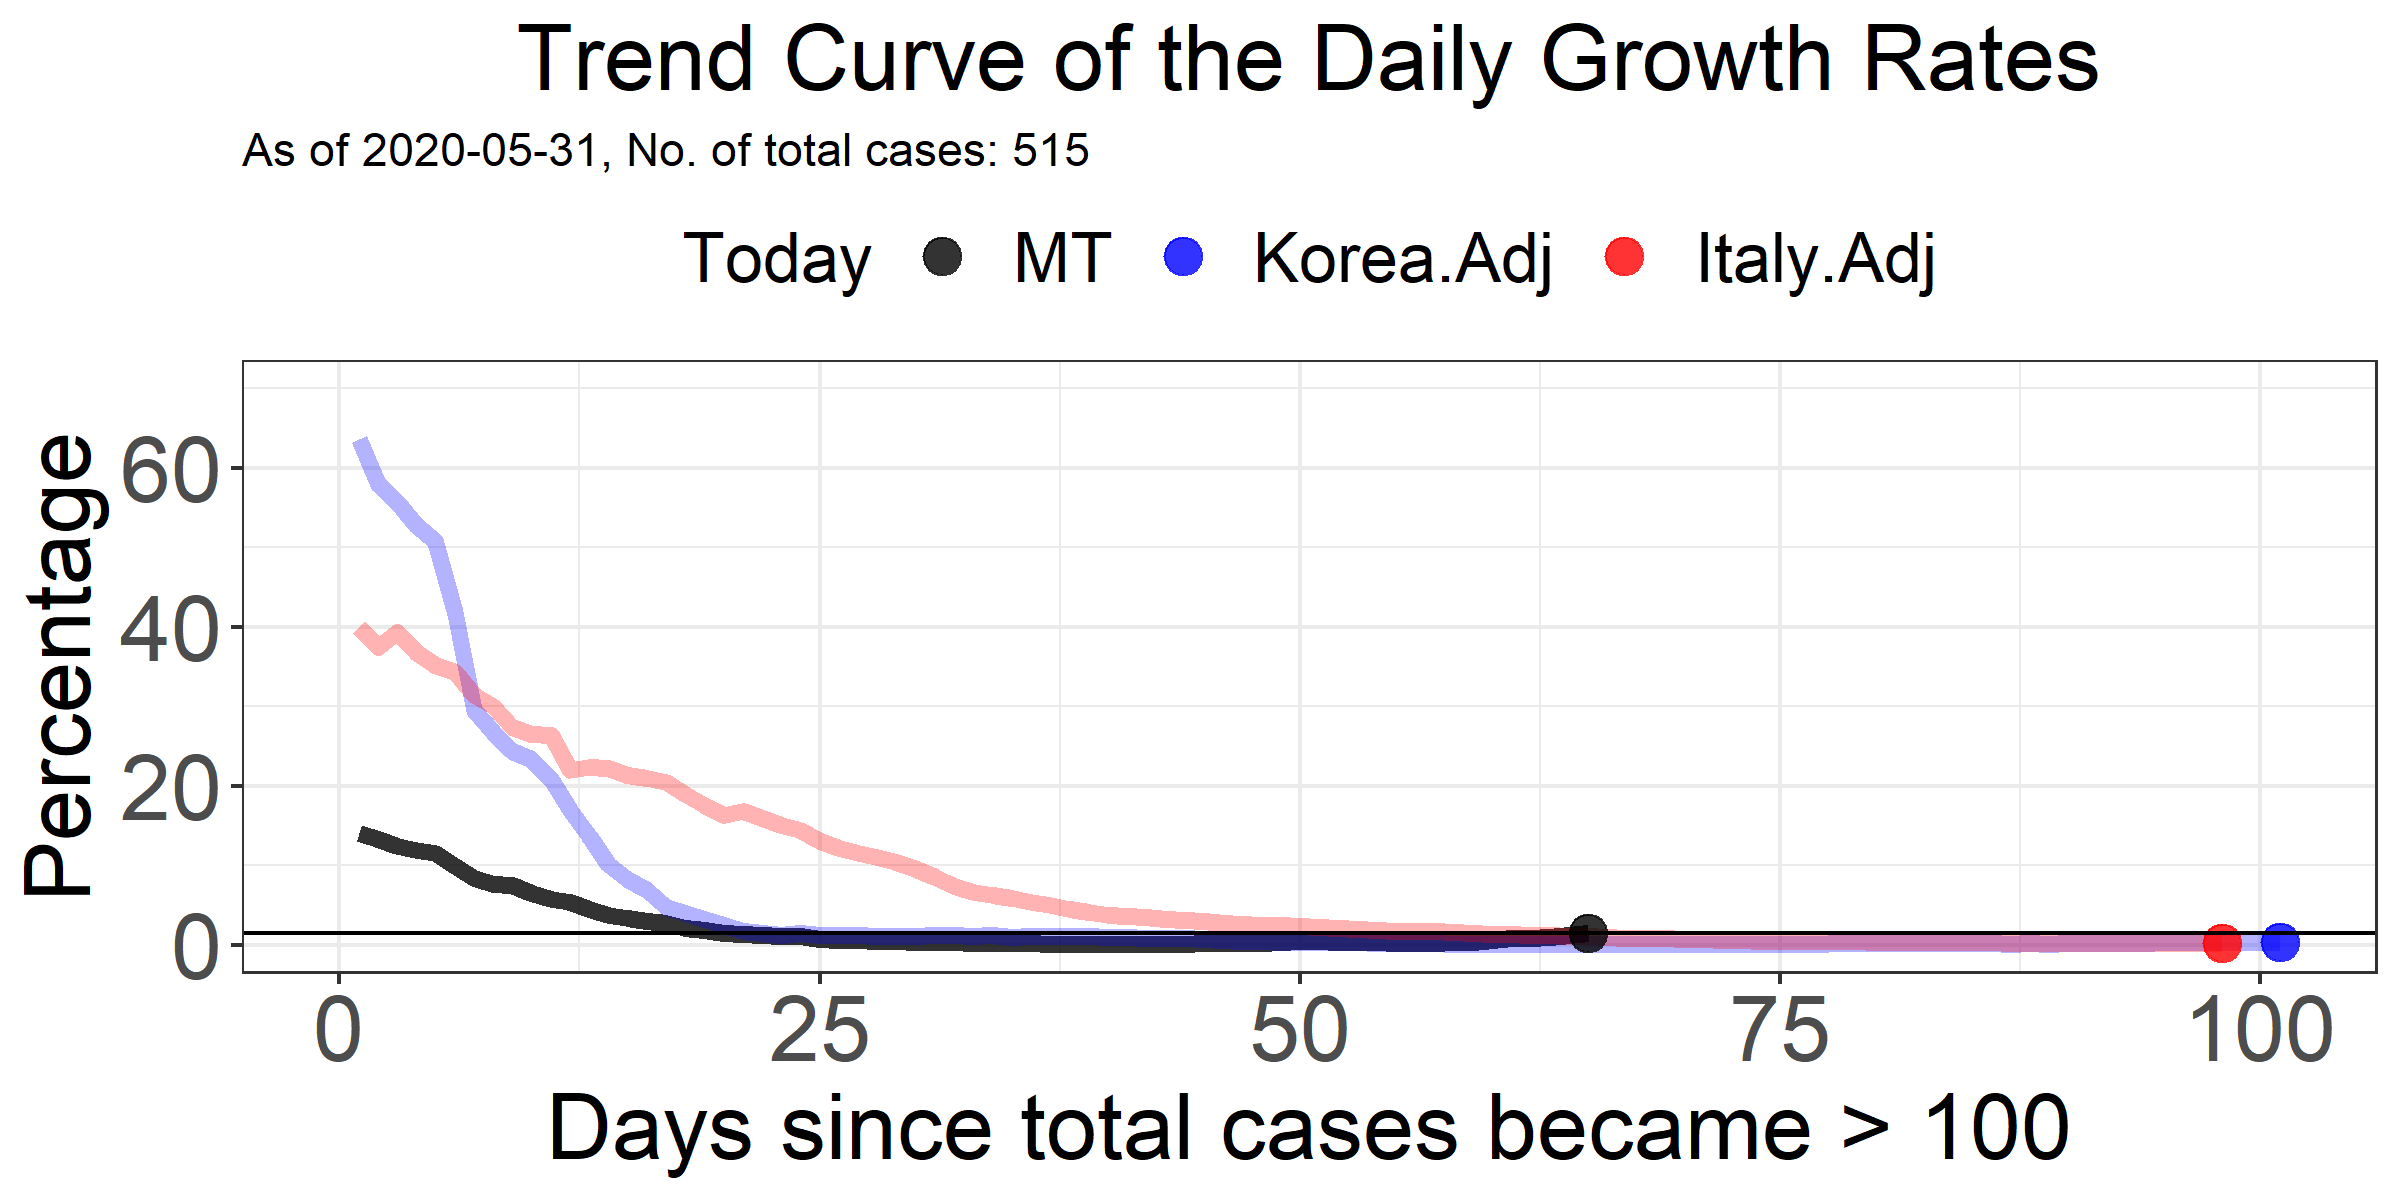 Trend Curve of the Daily Growth Rates
As of 2020-05-31, No. of total cases: 515
Today MT Korea.Adj Italy.Adj
Percentage
60
40
20
0
0 25 50 75 100
Days since total cases became > 100